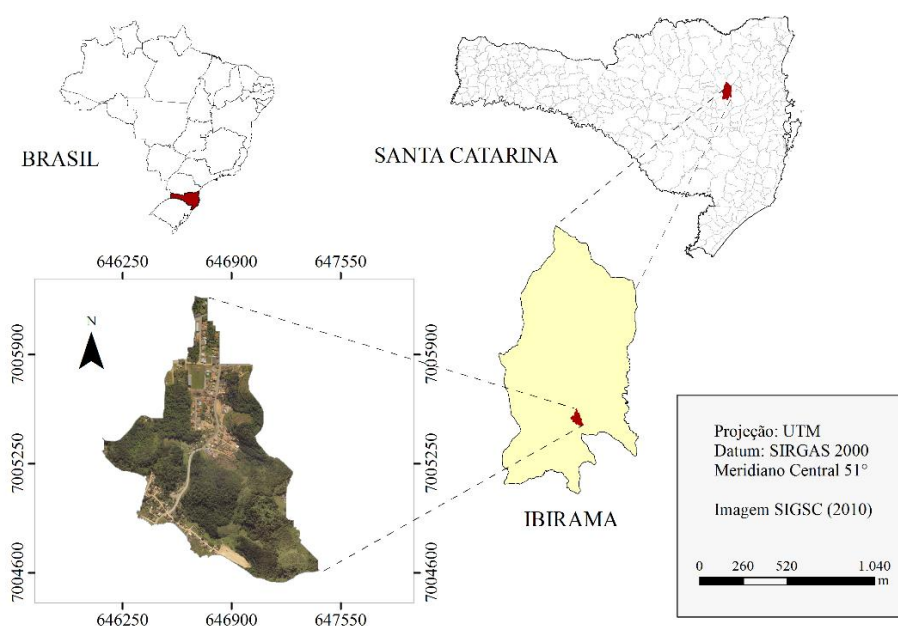 BRASIL
SANTA CATARINA
646250 646900 647550
N
7005900
7005250
7004600
7005900
7005250
7004600
646250 646900 647550
IBIRAMA
Projeção: UTM
Datum: SIRGAS 2000
Meridiano Central 51°
Imagem SIGSC (2010)
0 260 520 1.040
m